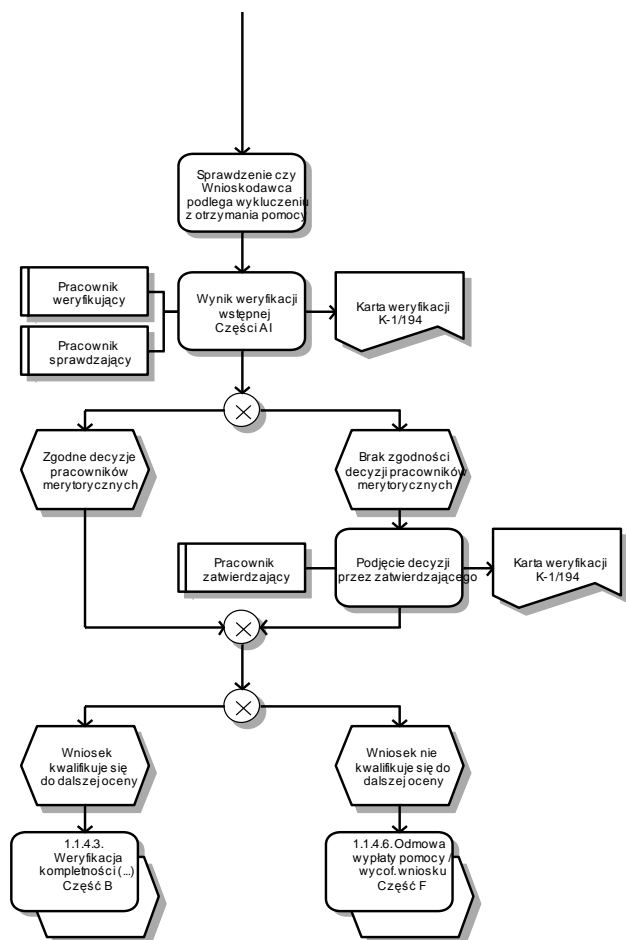 Sprawdzenie czy
Wnioskodawca
podlega wykluczeniu
z otrzymania pomocy
Pracownik
weryfikujący
Pracownik
sprawdzający
Wynik weryfikacji
wstępnej
Części AI
Karta weryfikacji
K-1/194
Zgodne decyzje
pracowników
merytorycznych
Brak zgodności
decyzji pracowników
merytorycznych
Pracownik
zatwierdzający
Podjęcie decyzji
przez zatwierdzającego
Karta weryfikacji
K-1/194
Wniosek
kwalifikuje się
do dalszej oceny
Wniosek nie
kwalifikuje się do
dalszej oceny
1.1.4.3.
Weryfikacja
kompletności (...)
Część B
1.1.4.6. Odmowa
wypłaty pomocy /
wycof. wniosku
Część F